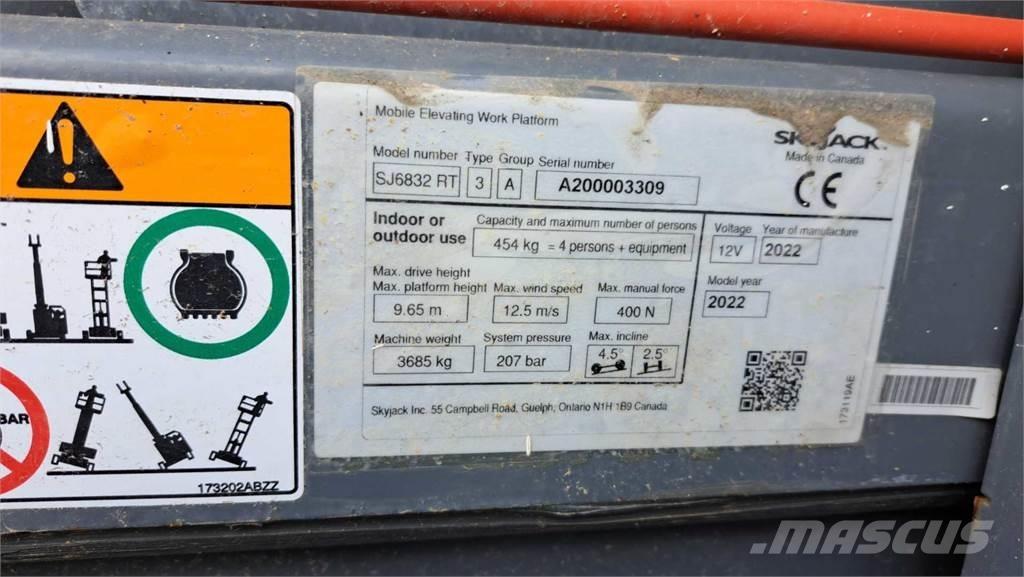 Mobile Elevating Work Platform
SKYJACK
Made in Canada
CE
Model number Type Group Serial number
SJ6832 RT 3 A A200003309
Indoor or
outdoor use
Capacity and maximum number of persons
454 kg = 4 persons + equipment
Voltage Year of manufacture
12V 2022
Max. drive height
Max. platform height Max. wind speed Max. manual force
9.65 m 12.5 m/s 400 N
Model year
2022
Machine weight System pressure Max. incline
3685 kg 207 bar 4.5° 2.5°
Skyjack Inc. 55 Campbell Road, Guelph, Ontario N1H 1B9 Canada
173119AE
BAR
173202ABZZ
MASCUS